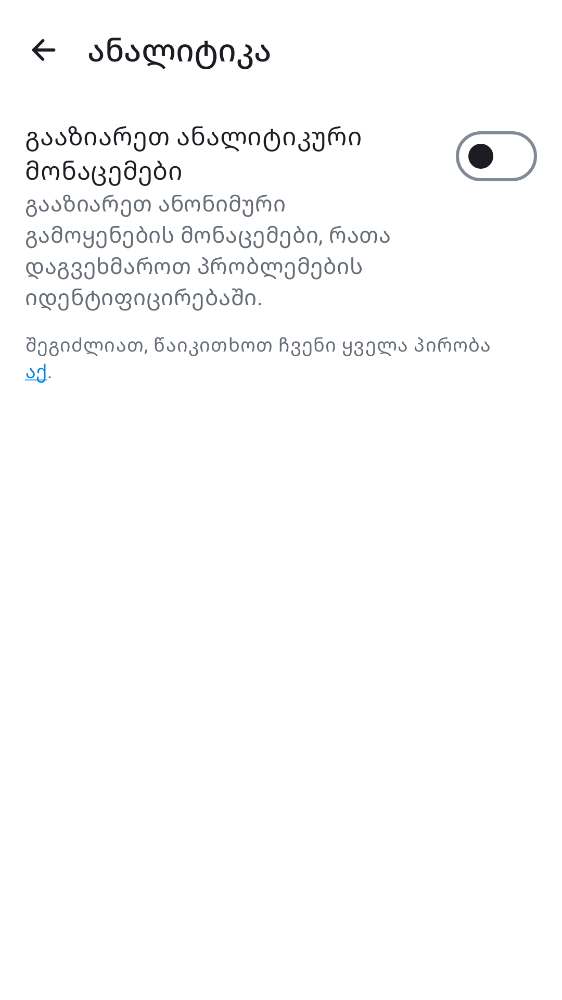 ანალიტიკა
გააზიარეთ ანალიტიკური
მონაცემები
გააზიარეთ ანონიმური
გამოყენების მონაცემები, რათა
დაგვეხმაროთ პრობლემების
იდენტიფიცირებაში.
შეგიძლიათ, წაიკითხოთ ჩვენი ყველა პირობა
აქ.